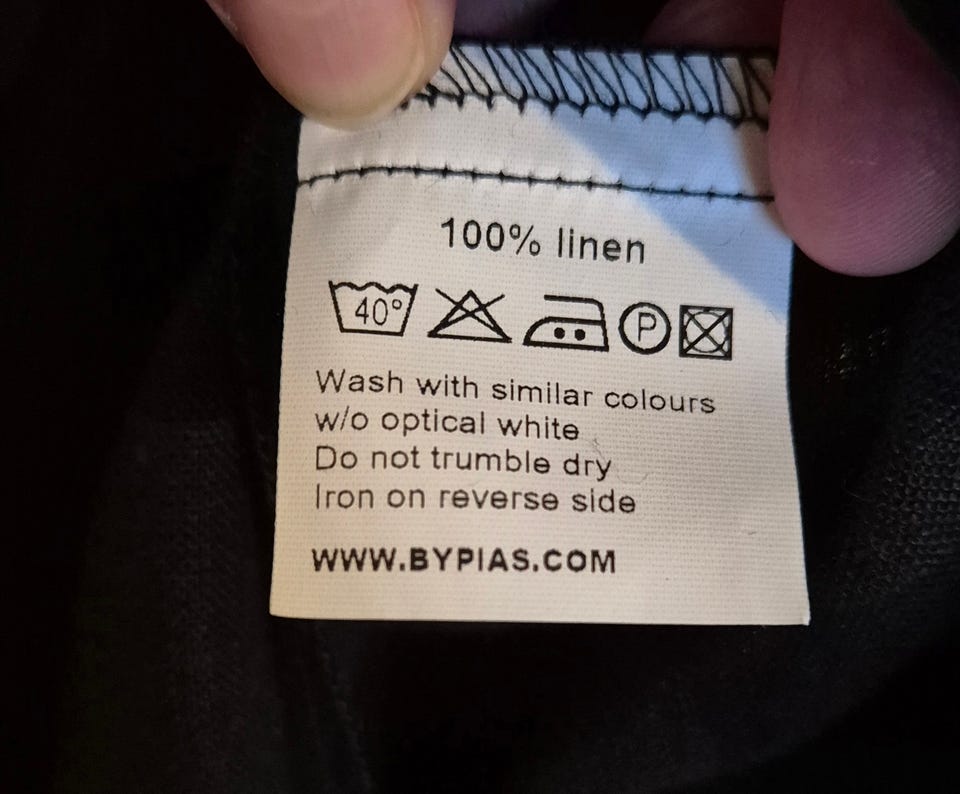 100% linen
40° P
Wash with similar colours
w/o optical white
Do not trumble dry
Iron on reverse side
WWW.BYPIAS.COM